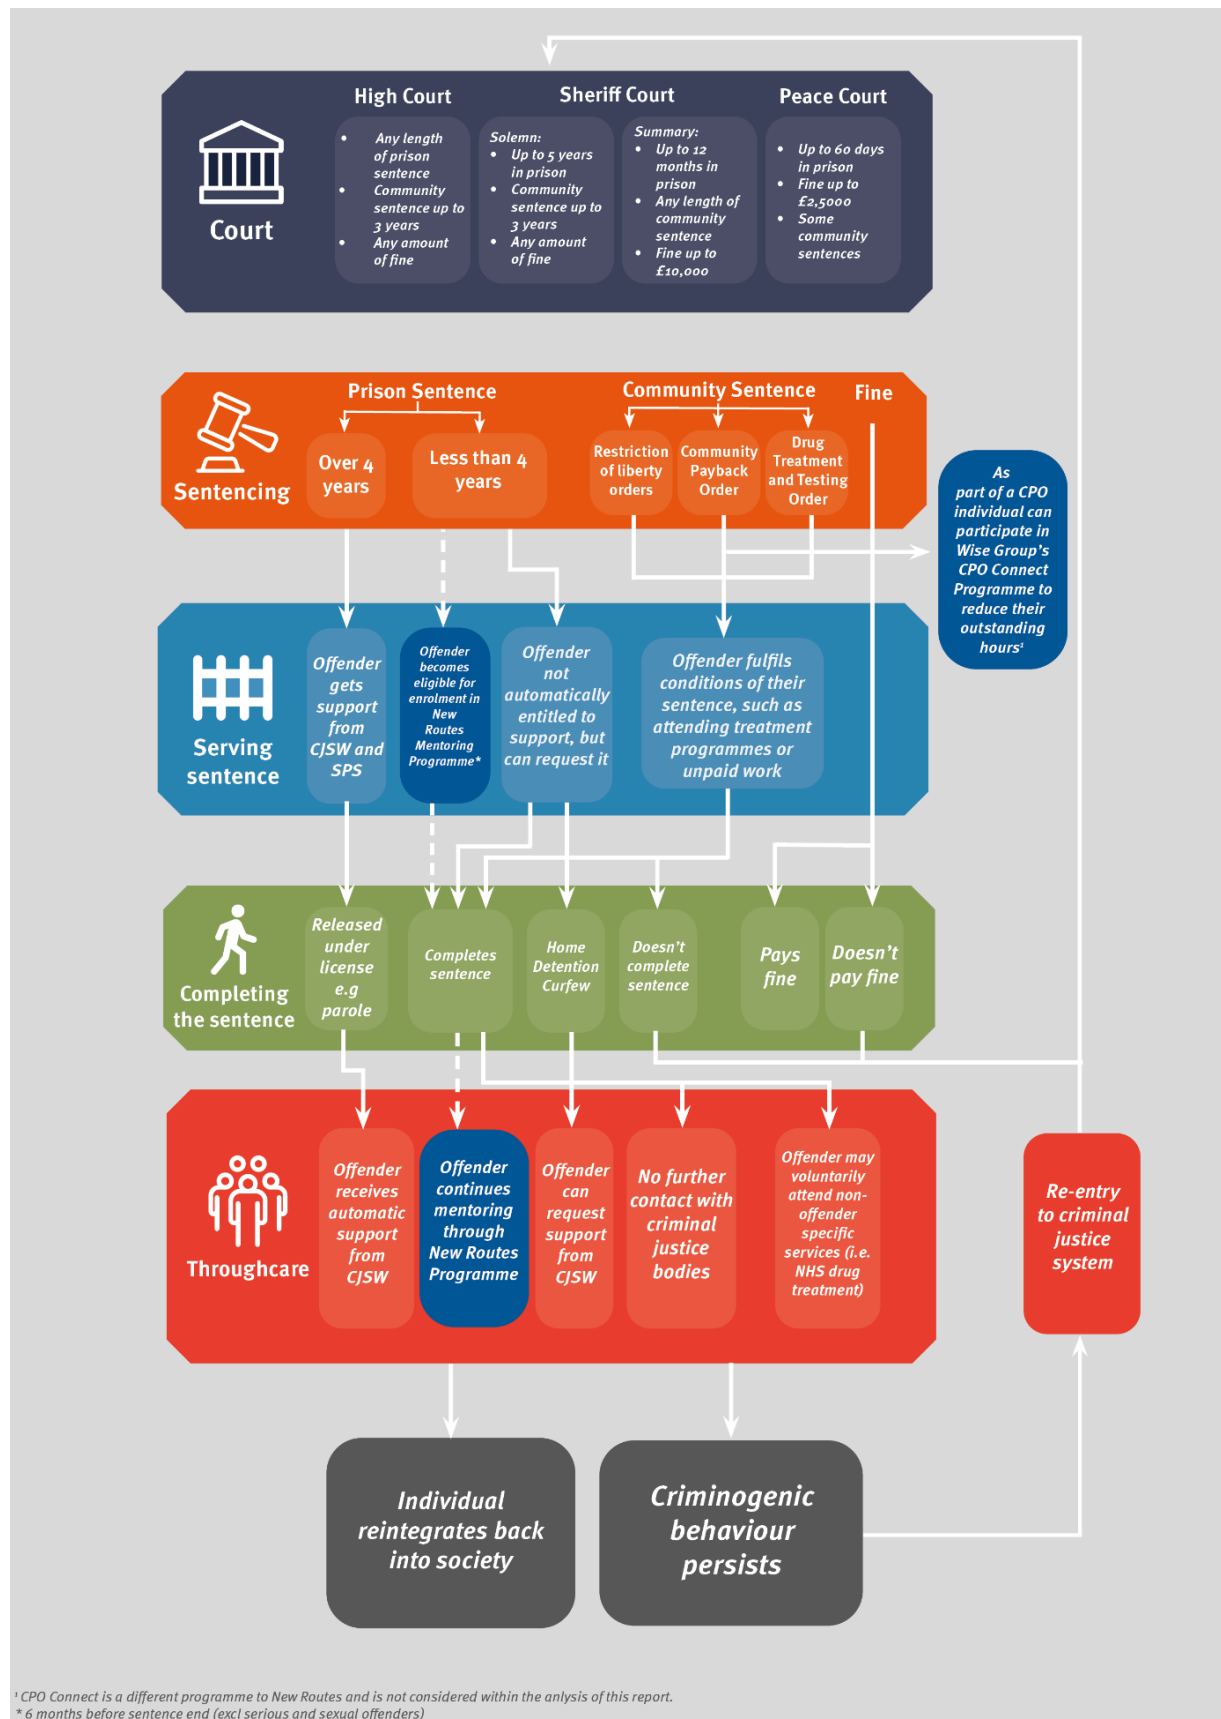 High Court
Sheriff Court
Peace Court
Court
• Any length
of prison
sentence
• Community
sentence up to
3 years
• Any amount
of fine
Solemn:
• Up to 5 years
in prison
• Community
sentence up to
3 years
• Any amount
of fine
Summary:
• Up to 12
months in
prison
• Any length of
community
sentence
• Fine up to
£10,000
• Up to 60 days
in prison
• Fine up to
£2,5000
• Some
community
sentences
Sentencing
Prison Sentence
Community Sentence
Fine
Over 4
years
Less than 4
years
Restriction
of liberty
orders
Community
Payback
Order
Drug
Treatment
and Testing
Order
As
part of a CPO
individual can
participate in
Wise Group's
CPO Connect
Programme to
reduce their
outstanding
hours¹
Serving
sentence
Offender
gets
support
from
CJSW and
SPS
Offender
becomes
eligible for
enrolment in
New
Routes
Mentoring
Programme*
Offender
not
automatically
entitled to
support, but
can request it
Offender fulfils
conditions of their
sentence, such as
attending treatment
programmes or
unpaid work
Completing
the sentence
Released
under
license
e.g
parole
Completes
sentence
Home
Detention
Curfew
Doesn't
complete
sentence
Pays
fine
Doesn't
pay fine
Throughcare
Offender
receives
automatic
support
from
CJSW
Offender
continues
mentoring
through
New Routes
Programme
Offender
can
request
support
from
CJSW
No further
contact with
criminal
justice
bodies
Offender may
voluntarily
attend non-
offender
specific
services (i.e.
NHS drug
treatment)
Re-entry
to criminal
justice
system
Individual
reintegrates back
into society
Criminogenic
behaviour
persists
¹ CPO Connect is a different programme to New Routes and is not considered within the anlysis of this report.
* 6 months before sentence end (excl serious and sexual offenders)